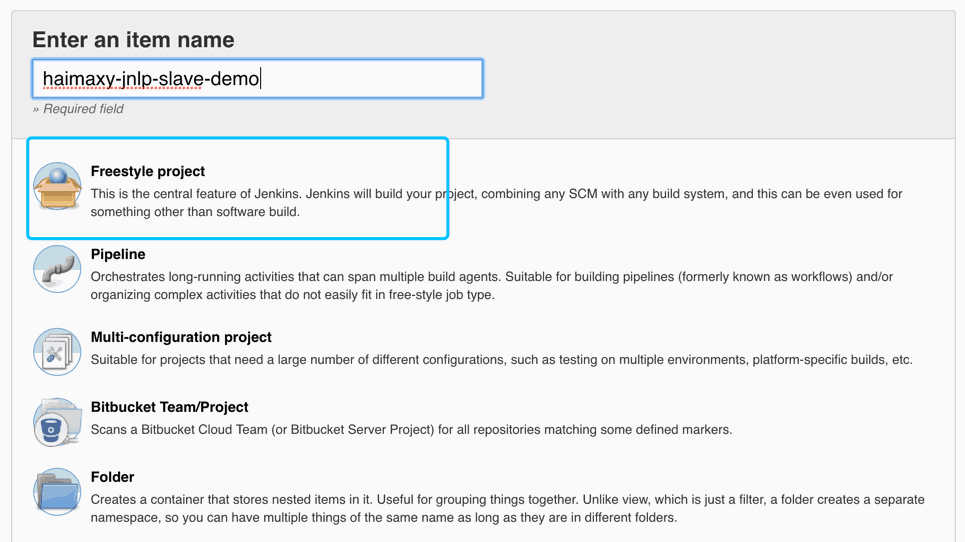 Enter an item name
haimaxy-jnlp-slave-demo
» Required field
Freestyle project
This is the central feature of Jenkins. Jenkins will build your project, combining any SCM with any build system, and this can be even used for
something other than software build.
Pipeline
Orchestrates long-running activities that can span multiple build agents. Suitable for building pipelines (formerly known as workflows) and/or
organizing complex activities that do not easily fit in free-style job type.
Multi-configuration project
Suitable for projects that need a large number of different configurations, such as testing on multiple environments, platform-specific builds, etc.
Bitbucket Team/Project
Scans a Bitbucket Cloud Team (or Bitbucket Server Project) for all repositories matching some defined markers.
Folder
Creates a container that stores nested items in it. Useful for grouping things together. Unlike view, which is just a filter, a folder creates a separate
namespace, so you can have multiple things of the same name as long as they are in different folders.